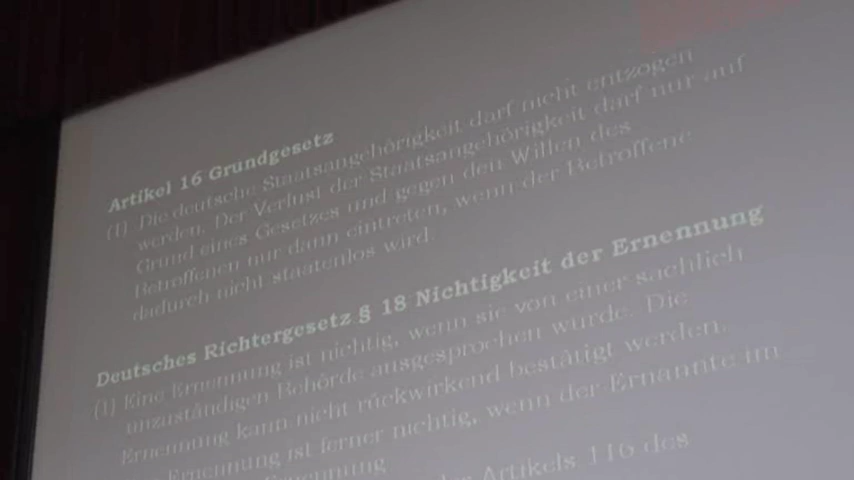 Artikel 16 Grundgesetz
(1) Die deutsche Staatsangehörigkeit darf nicht entzogen
werden. Der Verlust der Staatsangehörigkeit darf nur auf
Grund eines Gesetzes und gegen den Willen des
Betroffenen nur dann eintreten, wenn der Betroffene
dadurch nicht staatenlos wird.
Deutsches Richtergesetz § 18 Nichtigkeit der Ernennung
(1) Eine Ernennung ist nichtig, wenn sie von einer sachlich
unzuständigen Behörde ausgesprochen wurde. Die
Ernennung kann nicht rückwirkend bestätigt werden.
Ernennung ist ferner nichtig, wenn der Ernannte im
Ernennung
Artikels 116 des